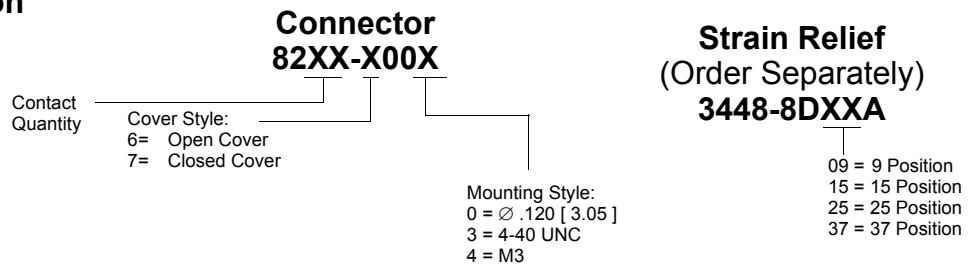 Connector
82XX-X00X
Contact
Quantity
Cover Style:
6= Open Cover
7= Closed Cover
Mounting Style:
0 = ∅ .120 [ 3.05 ]
3 = 4-40 UNC
4 = M3
Strain Relief
(Order Separately)
3448-8DXXA
09 = 9 Position
15 = 15 Position
25 = 25 Position
37 = 37 Position